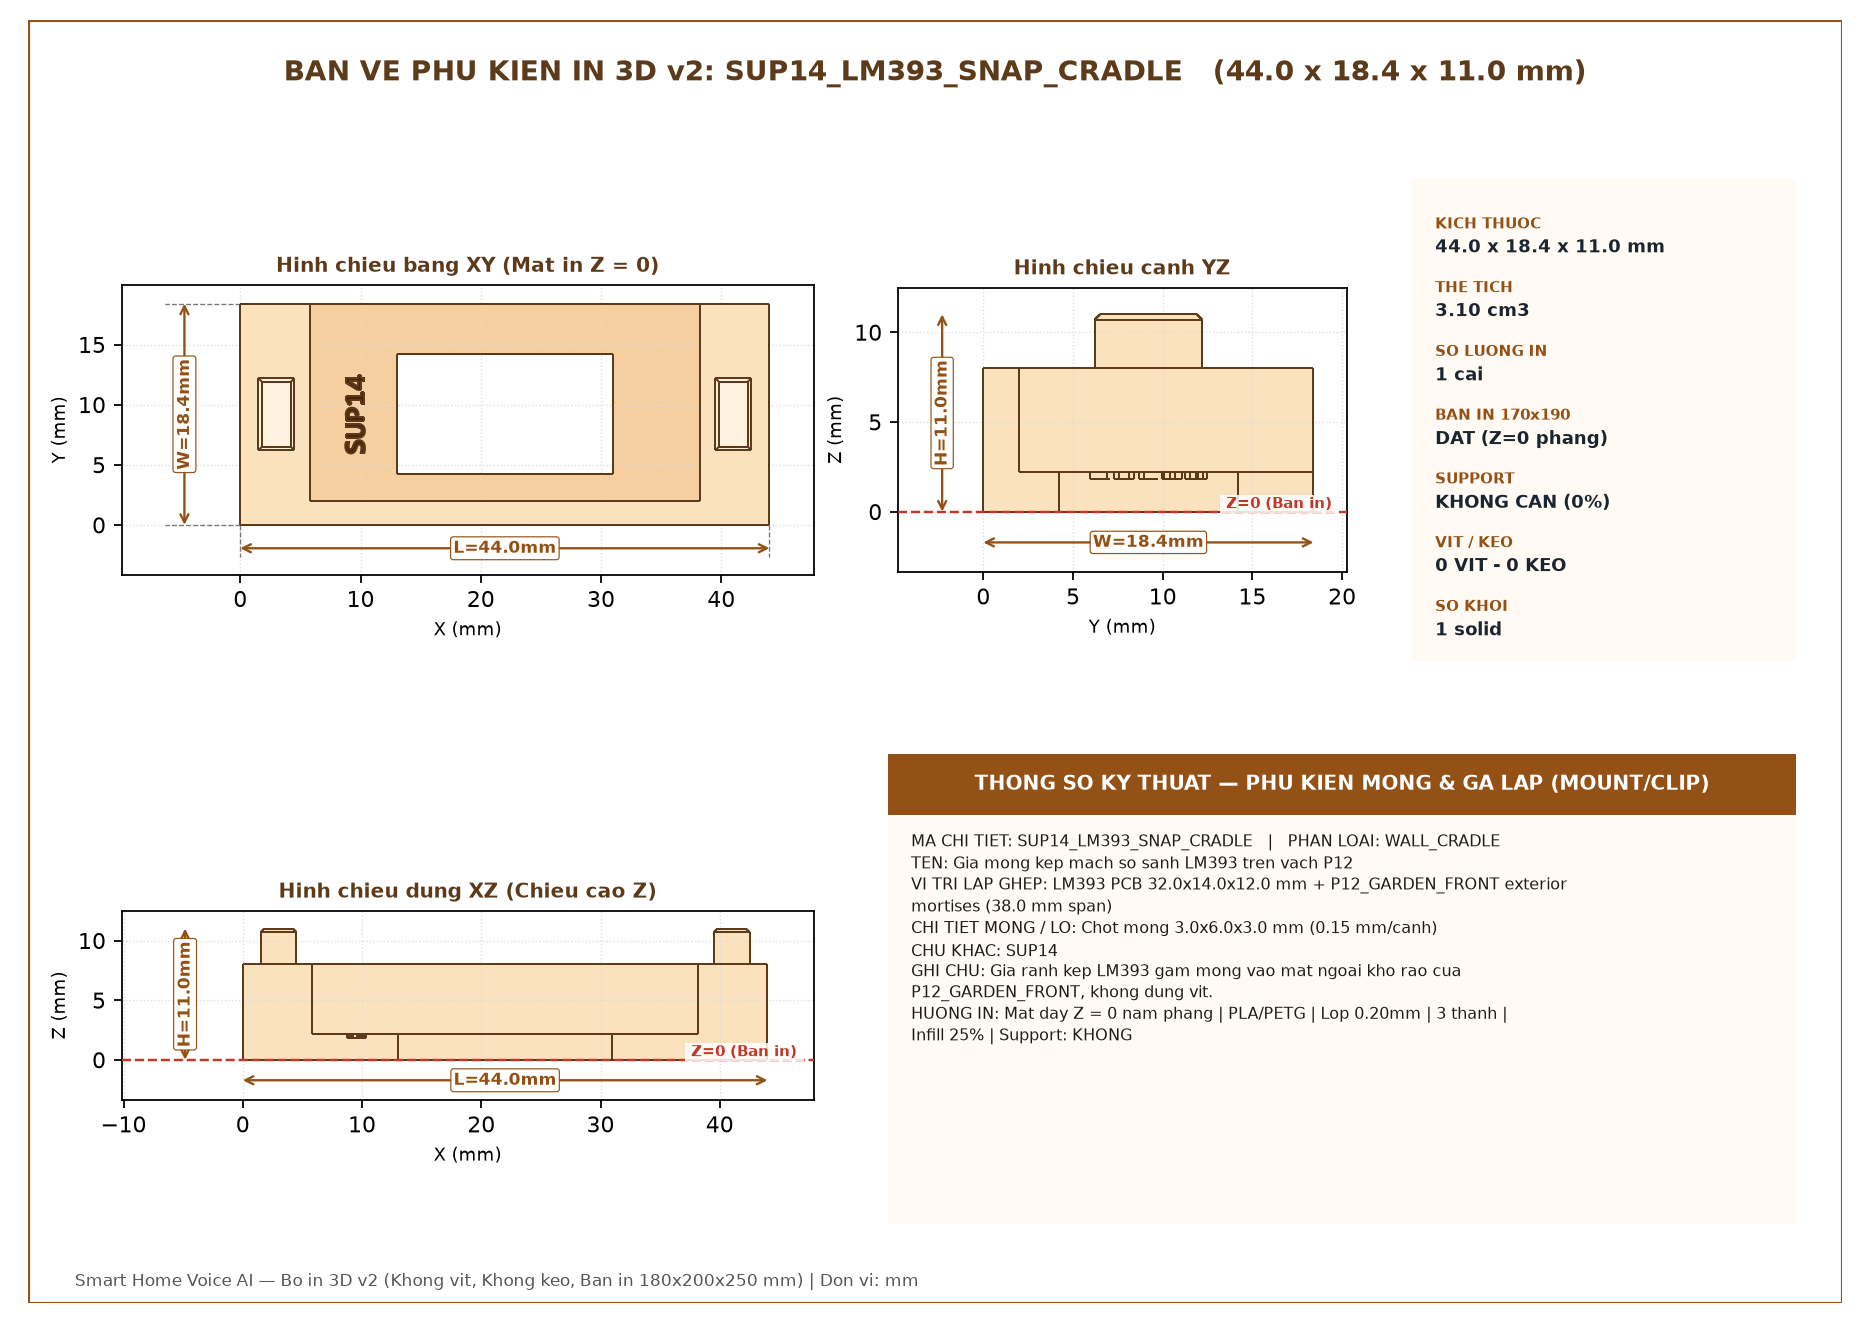 BAN VE PHU KIEN IN 3D v2: SUP14_LM393_SNAP_CRADLE (44.0 x 18.4 x 11.0 mm)
Hinh chieu bang XY (Mat in Z = 0)
15
10
5
0
Y (mm)
W=18.4mm
SUP14
L=44.0mm
0 10 20 30 40
X (mm)
Hinh chieu canh YZ
10
5
0
Z (mm)
H=11.0mm
Z=0 (Ban in)
W=18.4mm
0 5 10 15 20
Y (mm)
KICH THUOC
44.0 x 18.4 x 11.0 mm
THE TICH
3.10 cm3
SO LUONG IN
1 cai
BAN IN 170x190
DAT (Z=0 phang)
SUPPORT
KHONG CAN (0%)
VIT / KEO
0 VIT - 0 KEO
SO KHOI
1 solid
Hinh chieu dung XZ (Chieu cao Z)
10
5
0
Z (mm)
H=11.0mm
Z=0 (Ban in)
L=44.0mm
−10 0 10 20 30 40
X (mm)
THONG SO KY THUAT — PHU KIEN MONG & GA LAP (MOUNT/CLIP)
MA CHI TIET: SUP14_LM393_SNAP_CRADLE | PHAN LOAI: WALL_CRADLE
TEN: Gia mong kep mach so sanh LM393 tren vach P12
VI TRI LAP GHEP: LM393 PCB 32.0x14.0x12.0 mm + P12_GARDEN_FRONT exterior
mortises (38.0 mm span)
CHI TIET MONG / LO: Chot mong 3.0x6.0x3.0 mm (0.15 mm/canh)
CHU KHAC: SUP14
GHI CHU: Gia ranh kep LM393 gam mong vao mat ngoai kho rao cua
P12_GARDEN_FRONT, khong dung vit.
HUONG IN: Mat day Z = 0 nam phang | PLA/PETG | Lop 0.20mm | 3 thanh |
Infill 25% | Support: KHONG
Smart Home Voice AI — Bo in 3D v2 (Khong vit, Khong keo, Ban in 180x200x250 mm) | Don vi: mm